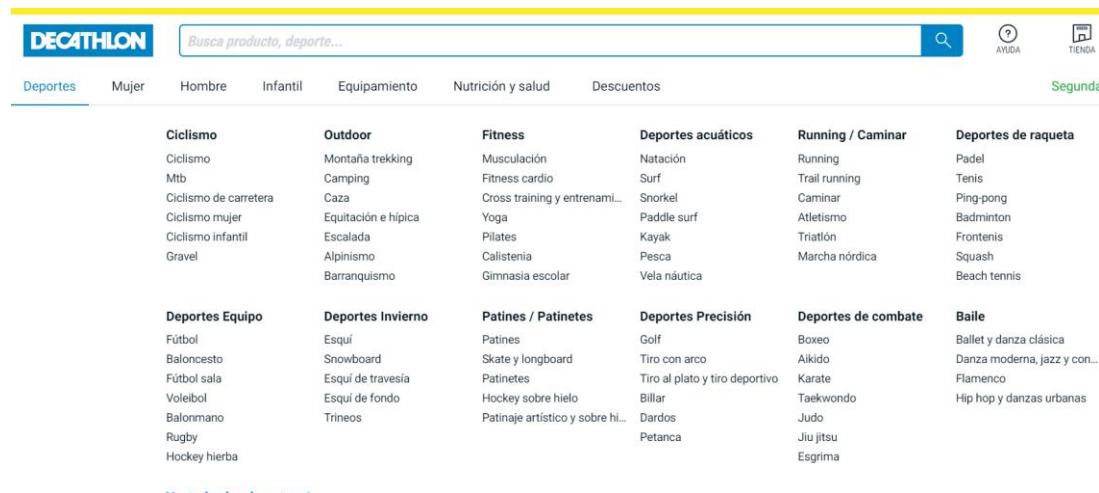 DECATHLON
Busca producto, deporte...
AYUDA
TIENDA
Deportes Mujer Hombre Infantil Equipamiento Nutrición y salud Descuentos Segunda
Ciclismo
Ciclismo
Mtb
Ciclismo de carretera
Ciclismo mujer
Ciclismo infantil
Gravel
Outdoor
Montaña trekking
Camping
Caza
Equitación e hípica
Escalada
Alpinismo
Barranquismo
Fitness
Musculación
Fitness cardio
Cross training y entrenami...
Yoga
Pilates
Calistenia
Gimnasia escolar
Deportes acuáticos
Natación
Surf
Snorkel
Paddle surf
Kayak
Pesca
Vela náutica
Running / Caminar
Running
Trail running
Caminar
Atletismo
Triatlón
Marcha nórdica
Deportes de raqueta
Padel
Tenis
Ping-pong
Badminton
Frontenis
Squash
Beach tennis
Deportes Equipo
Fútbol
Baloncesto
Fútbol sala
Voleibol
Balonmano
Rugby
Hockey hierba
Deportes Invierno
Esquí
Snowboard
Esquí de travesía
Esquí de fondo
Trineos
Patines / Patinetes
Patines
Skate y longboard
Patinetes
Hockey sobre hielo
Patinaje artístico y sobre hi...
Deportes Precisión
Golf
Tiro con arco
Tiro al plato y tiro deportivo
Billar
Dardos
Petanca
Deportes de combate
Boxeo
Aikido
Karate
Taekwondo
Judo
Jiu jitsu
Esgrima
Baile
Ballet y danza clásica
Danza moderna, jazz y con...
Flamenco
Hip hop y danzas urbanas